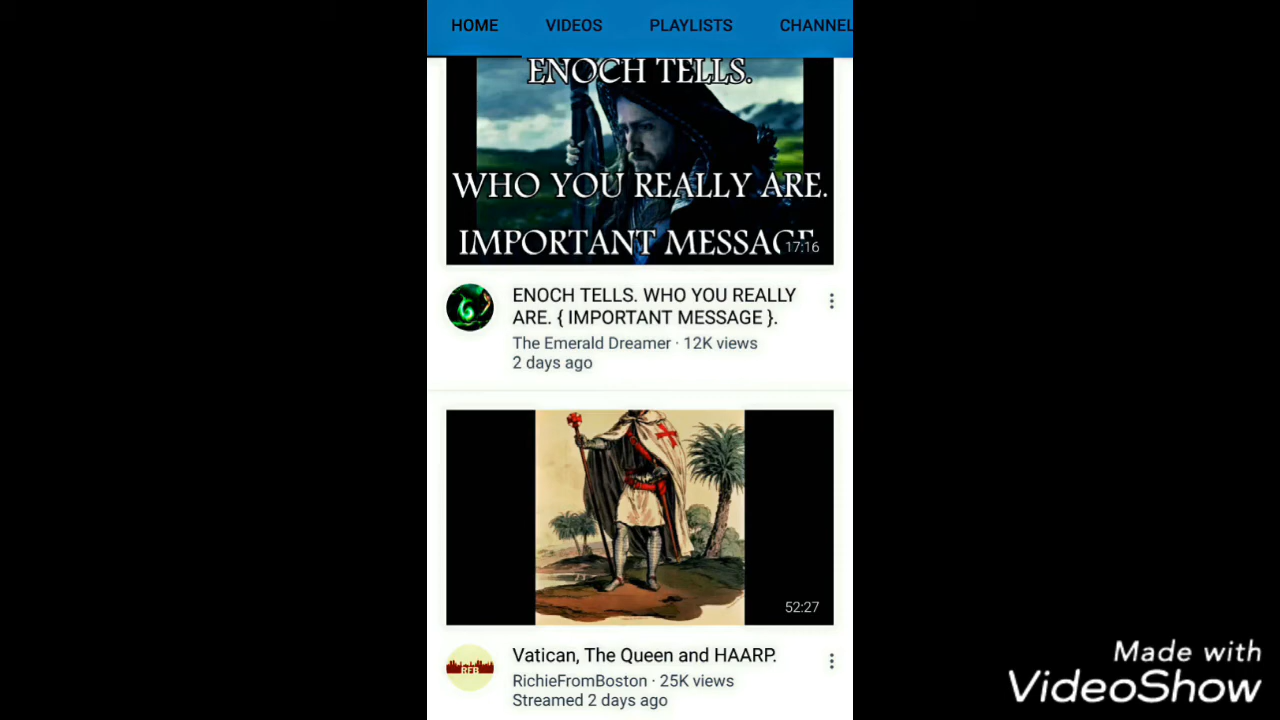 HOME VIDEOS PLAYLISTS CHANNEL
ENOCH TELLS.
WHO YOU REALLY ARE.
IMPORTANT MESSAGE
17:16
ENOCH TELLS. WHO YOU REALLY
ARE. { IMPORTANT MESSAGE }.
The Emerald Dreamer · 12K views
2 days ago
52:27
Vatican, The Queen and HAARP.
RFB
RichieFromBoston · 25K views
Streamed 2 days ago
Made with
VideoShow